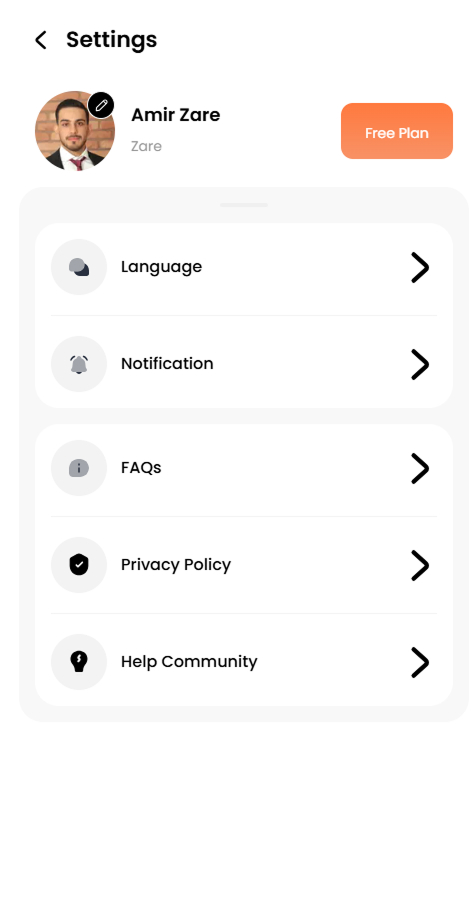 Settings
Amir Zare
Zare
Free Plan
Language
Notification
FAQs
Privacy Policy
Help Community